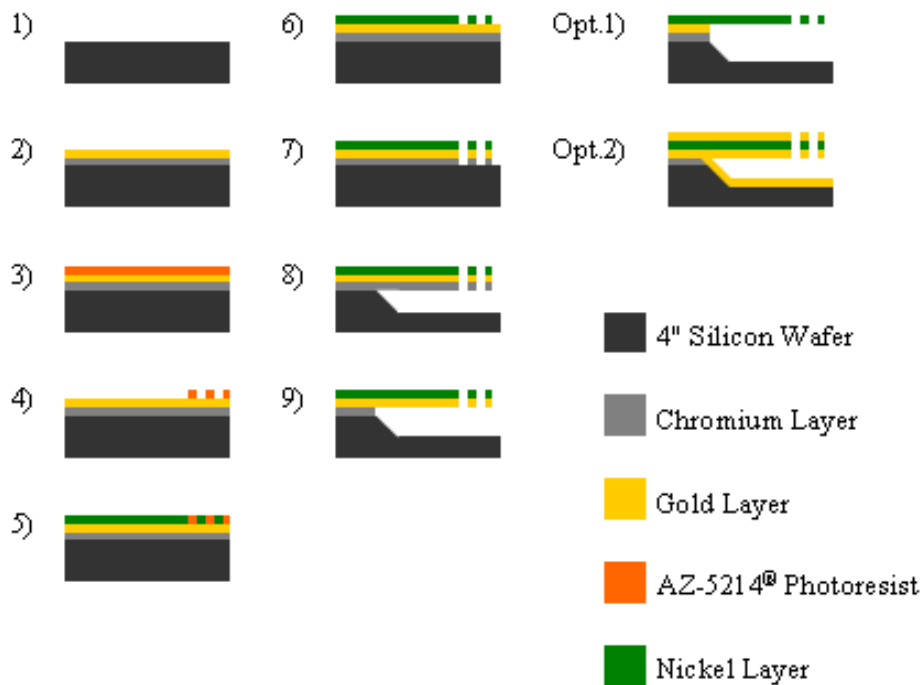 1)
2)
3)
4)
5)
6)
7)
8)
9)
Opt.1)
Opt.2)
4" Silicon Wafer
Chromium Layer
Gold Layer
AZ-5214® Photoresist
Nickel Layer